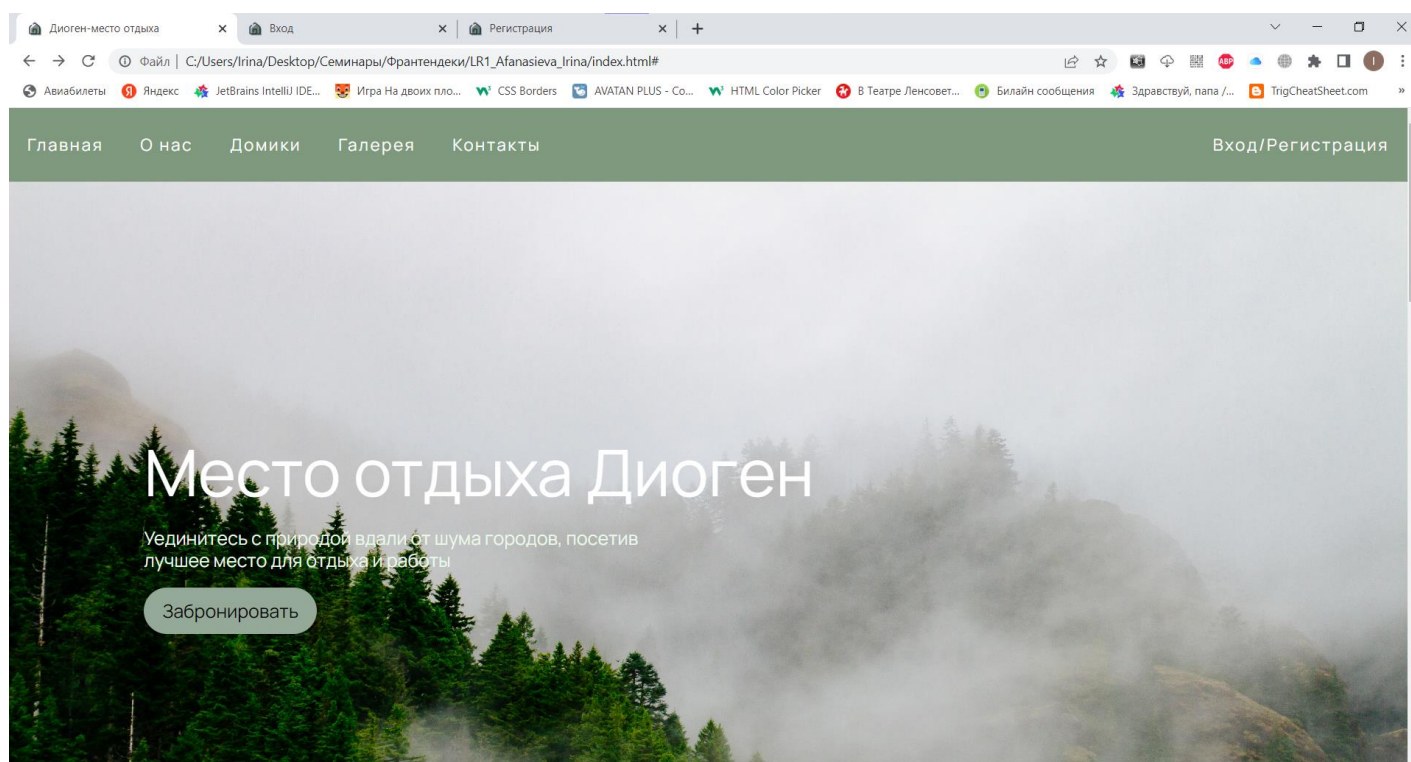 Диоген-место отдыха
Вход
Регистрация
Файл | C:/Users/Irina/Desktop/Семинары/Франтендеки/LR1_Afanasieva_Irina/index.html#
ABP
I
Авиабилеты Я Яндекс JetBrains IntelliJ IDE... Игра На двоих пло... CSS Borders AVATAN PLUS - Co... HTML Color Picker В Театре Ленсовет... Билайн сообщения Здравствуй, папа /... TrigCheatSheet.com »
Главная О нас Домики Галерея Контакты Вход/Регистрация
Место отдыха Диоген
Уединитесь с природой вдали от шума городов, посетив
лучшее место для отдыха и работы
Забронировать